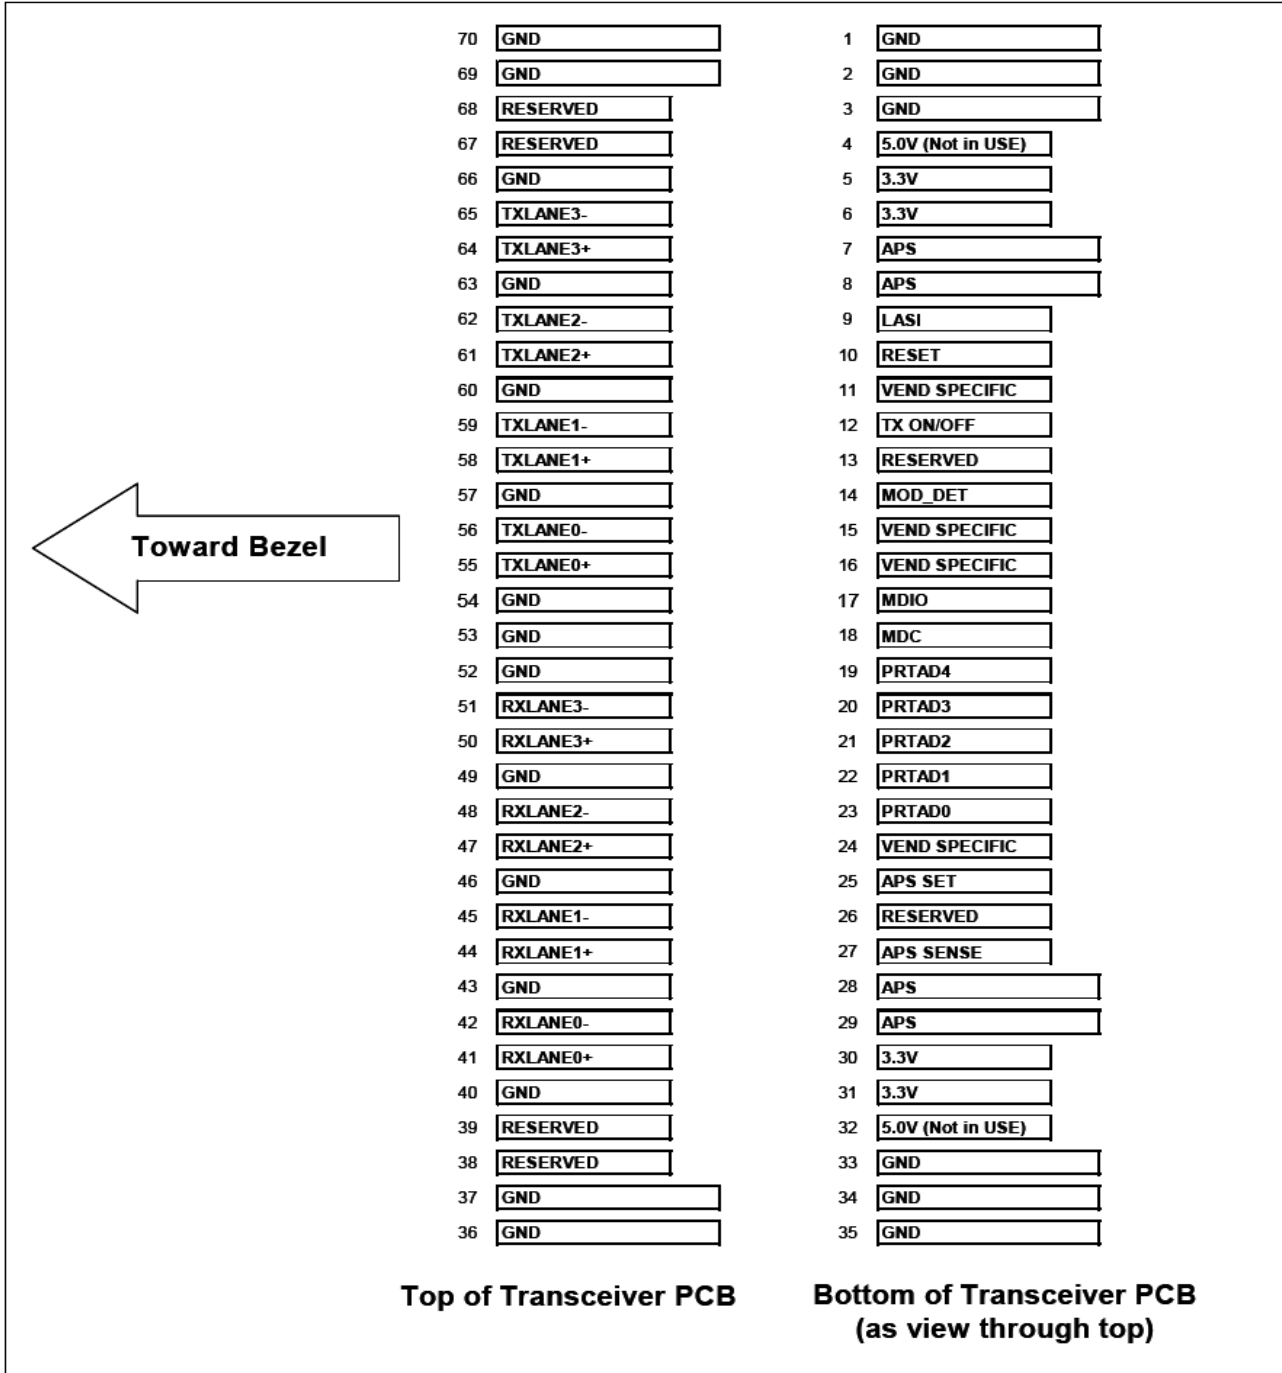 70 GND 1 GND
69 GND 2 GND
68 RESERVED 3 GND
67 RESERVED 4 5.0V (Not in USE)
66 GND 5 3.3V
65 TXLANE3- 6 3.3V
64 TXLANE3+ 7 APS
63 GND 8 APS
62 TXLANE2- 9 LASI
61 TXLANE2+ 10 RESET
60 GND 11 VEND SPECIFIC
59 TXLANE1- 12 TX ON/OFF
58 TXLANE1+ 13 RESERVED
57 GND 14 MOD_DET
56 TXLANE0- 15 VEND SPECIFIC
Toward Bezel
55 TXLANE0+ 16 VEND SPECIFIC
54 GND 17 MDIO
53 GND 18 MDC
52 GND 19 PRTAD4
51 RXLANE3- 20 PRTAD3
50 RXLANE3+ 21 PRTAD2
49 GND 22 PRTAD1
48 RXLANE2- 23 PRTAD0
47 RXLANE2+ 24 VEND SPECIFIC
46 GND 25 APS SET
45 RXLANE1- 26 RESERVED
44 RXLANE1+ 27 APS SENSE
43 GND 28 APS
42 RXLANE0- 29 APS
41 RXLANE0+ 30 3.3V
40 GND 31 3.3V
39 RESERVED 32 5.0V (Not in USE)
38 RESERVED 33 GND
37 GND 34 GND
36 GND 35 GND
Top of Transceiver PCB
Bottom of Transceiver PCB
(as view through top)